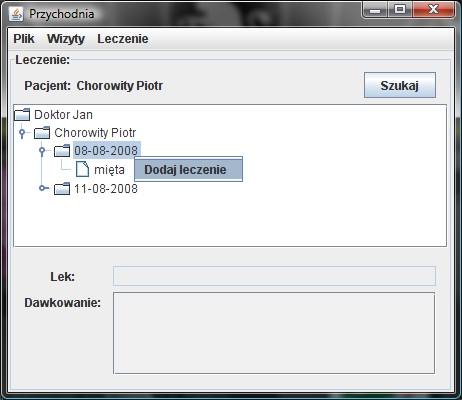 Przychodnia
Plik Wizyty Leczenie
Leczenie:
Pacjent: Chorowity Piotr
Szukaj
Doktor Jan
Chorowity Piotr
08-08-2008
mięta
Dodaj leczenie
11-08-2008
Lek:
Dawkowanie: